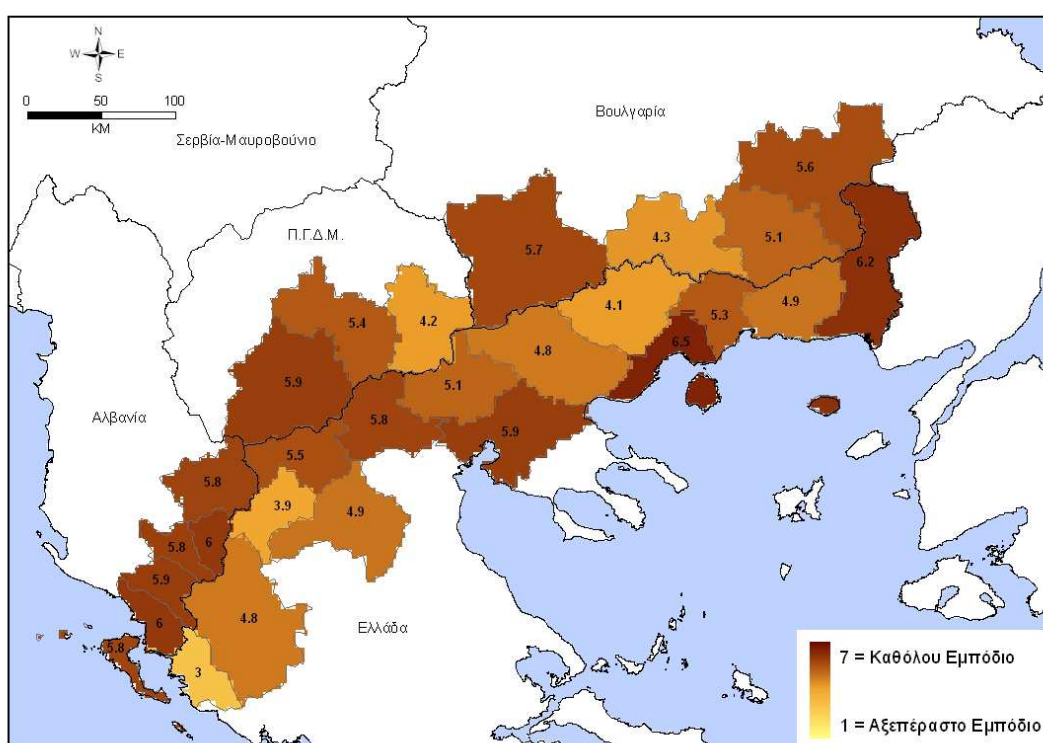 N
W E
S
0 50 100
KM
Σερβία-Μαυροβούνιο
Βουλγαρία
Π.Γ.Δ.Μ.
Αλβανία
Ελλάδα
5.6
5.7
4.3
5.1
6.2
4.2
4.1
5.3
4.9
5.4
4.8
6.5
5.9
5.1
5.8
5.9
5.5
5.8
3.9
4.9
5.8
6
5.9
6
4.8
5.8
3
7 = Καθόλου Εμπόδιο
1 = Αξεπέραστο Εμπόδιο